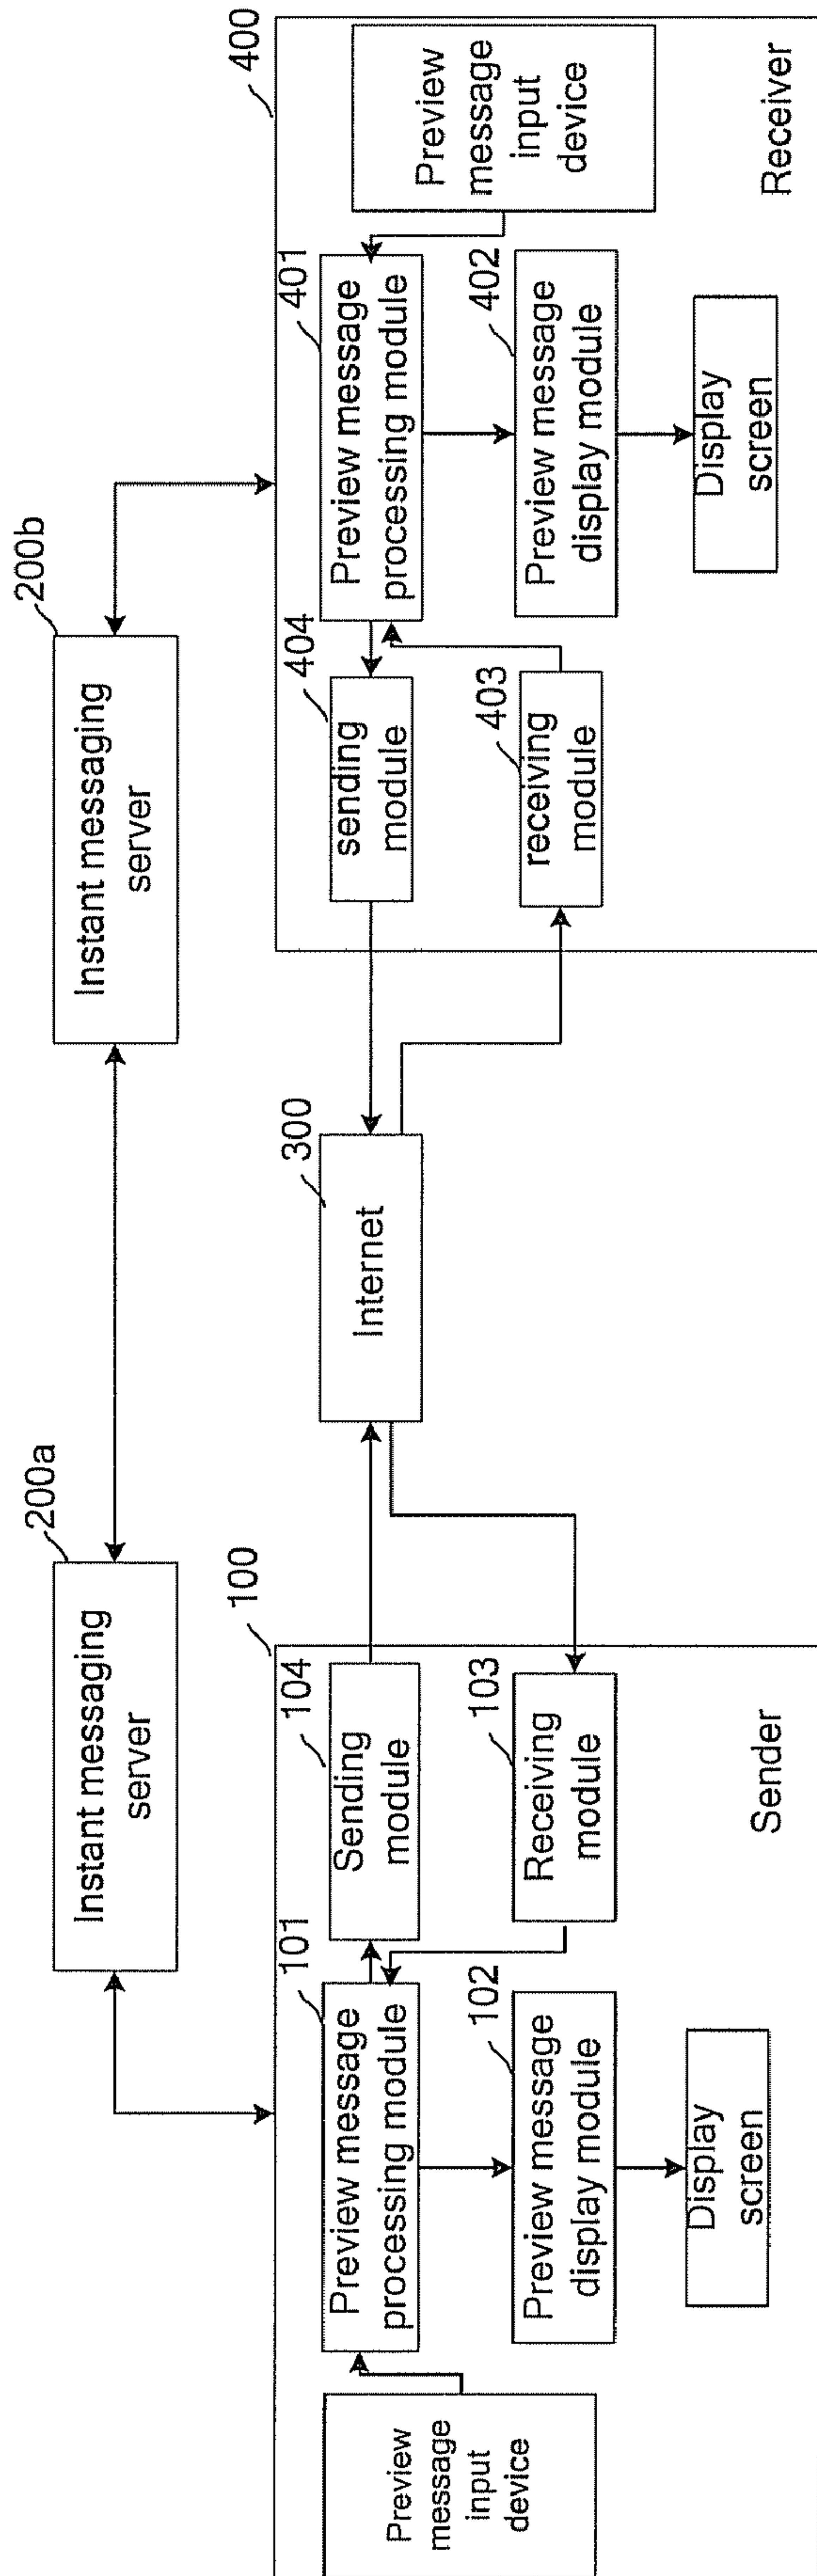 200a
200b
Instant messaging
server
Instant messaging
server
100
400
Preview
message
input
device
101
Preview message
processing module
104
Sending
module
102
Preview message
display module
103
Receiving
module
Display
screen
Sender
300
Internet
404
sending
module
401
Preview message
processing module
403
receiving
module
402
Preview message
display module
Display
screen
Preview
message
input
device
Receiver